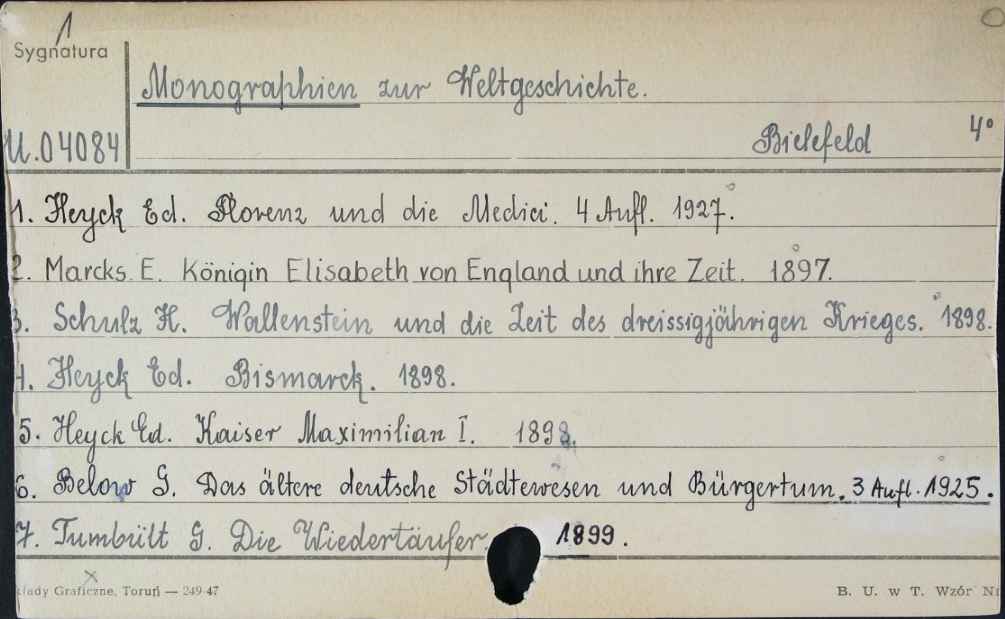 1
Sygnatura
Monographien zur Weltgeschichte.
U.04084
Bielefeld 4°
1. Heyck Ed. Florenz und die Medici. 4 Aufl. 1927.
2. Marcks E. Königin Elisabeth von England und ihre Zeit. 1897.
3. Schulz H. Wallenstein und die Zeit des dreissigjährigen Krieges. 1898.
4. Heyck Ed. Bismarck. 1898.
5. Heyck Ed. Kaiser Maximilian I. 1898.
6. Below G. Das ältere deutsche Städtewesen und Bürgertum. 3 Aufl. 1925.
7. Tumbült G. Die Wiedertäufer. 1899.
łady Graficzne, Toruń — 249-47
B. U. w T. Wzór Nr